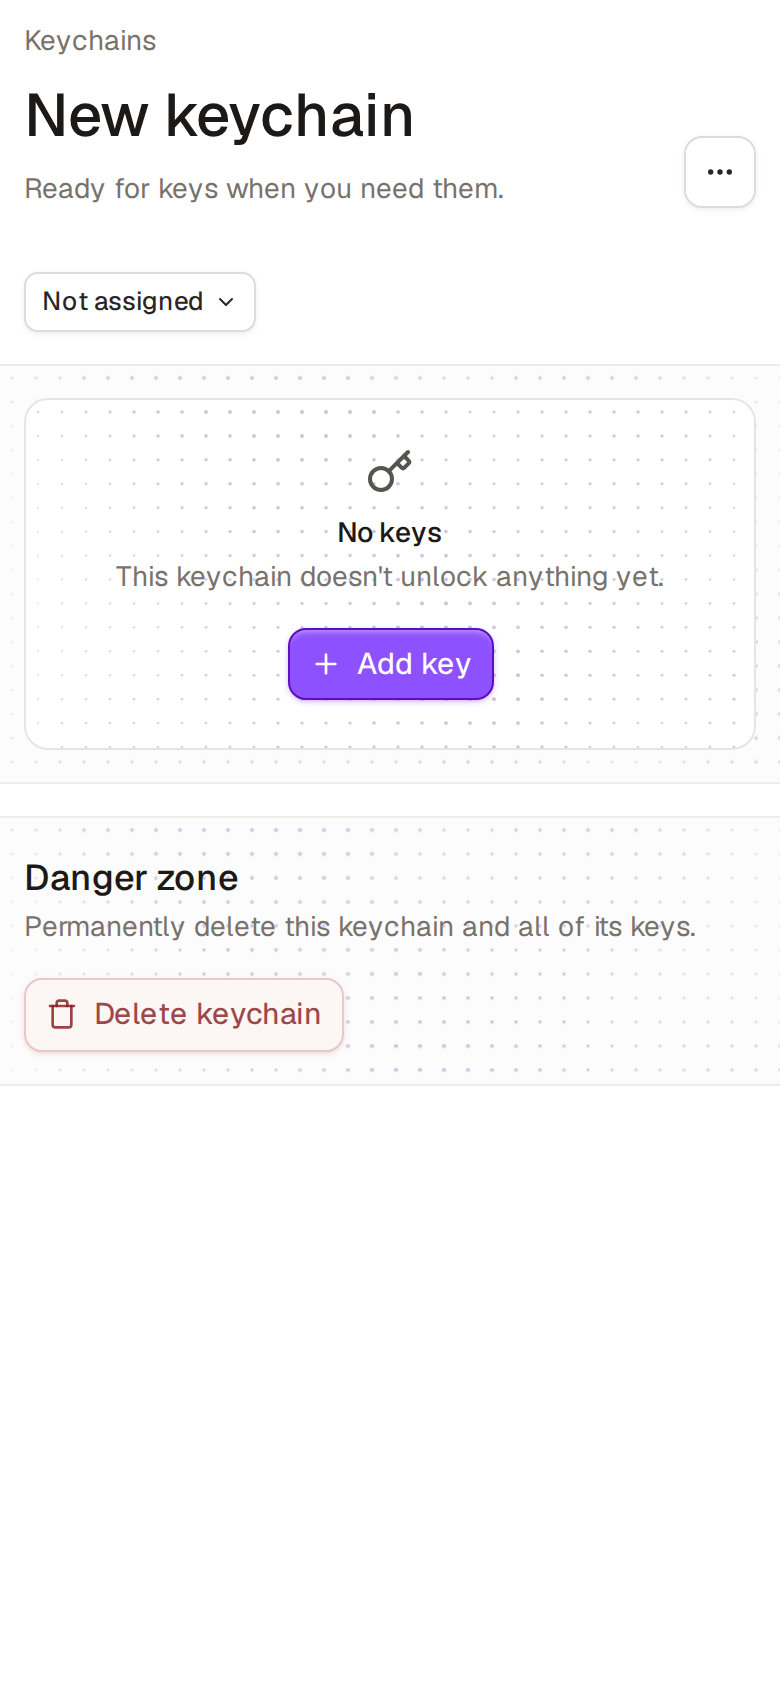 Keychains
New keychain
Ready for keys when you need them.
Not assigned
No keys
This keychain doesn't unlock anything yet.
Add key
Danger zone
Permanently delete this keychain and all of its keys.
Delete keychain